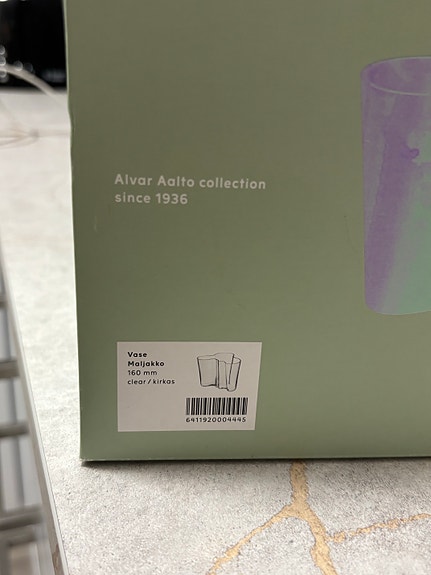 Alvar Aalto collection
since 1936
Vase
Maljakko
160 mm
clear / kirkas
6411920004445